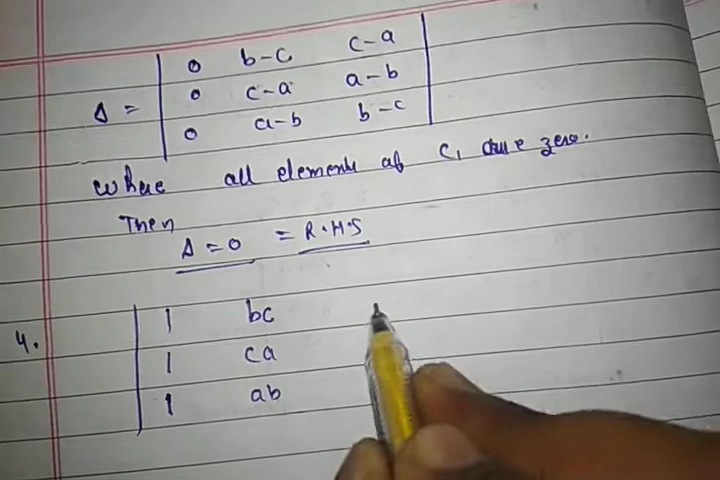 0 b-c c-a
Δ = 0 c-a a-b
0 a-b b-c
where all elements of C₁ are zero.
Then
Δ = 0 = R.H.S
1 bc
4. 1 ca
1 ab